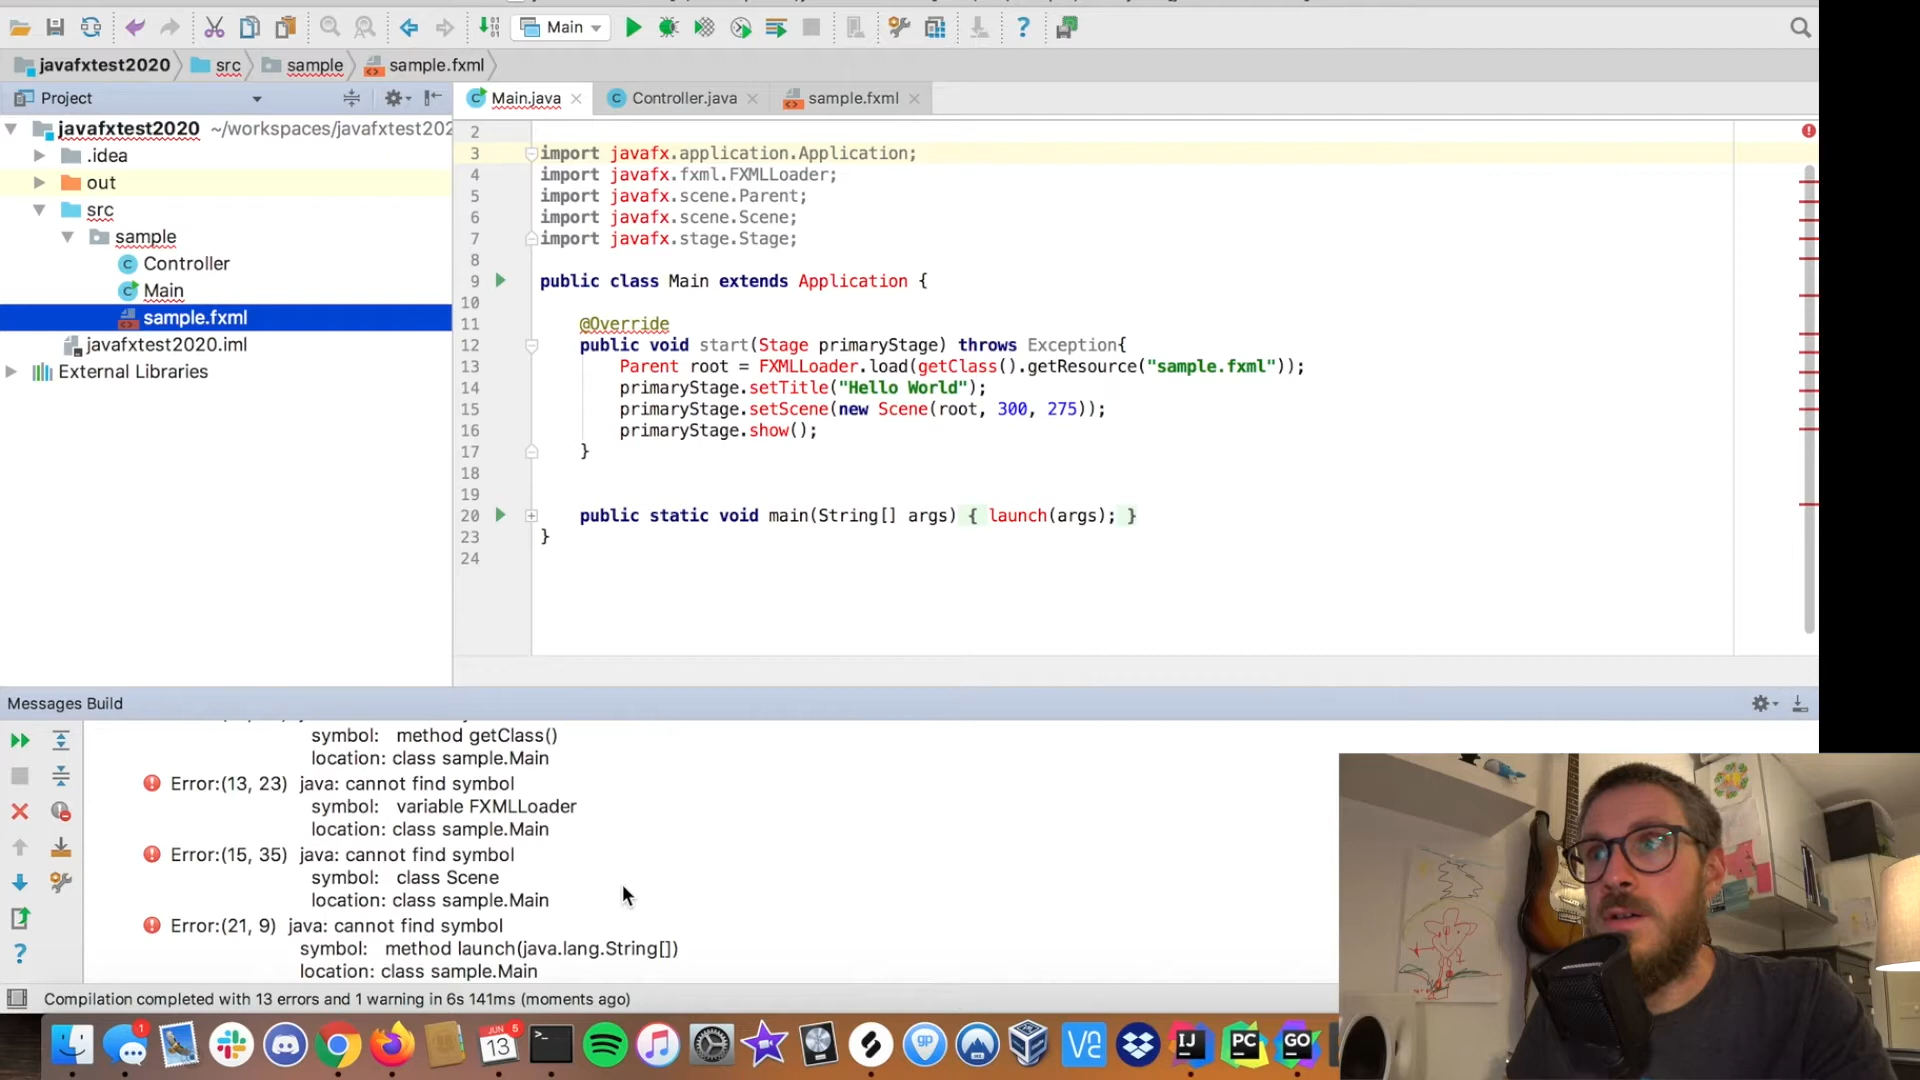 Main
javafxtest2020
src
sample
sample.fxml
Project
Main.java
Controller.java
sample.fxml
javafxtest2020 ~/workspaces/javafxtest202
.idea
out
src
sample
Controller
Main
sample.fxml
javafxtest2020.iml
External Libraries
2
3 import javafx.application.Application;
4 import javafx.fxml.FXMLLoader;
5 import javafx.scene.Parent;
6 import javafx.scene.Scene;
7 import javafx.stage.Stage;
8
9 public class Main extends Application {
10
11 @Override
12 public void start(Stage primaryStage) throws Exception{
13 Parent root = FXMLLoader.load(getClass().getResource("sample.fxml"));
14 primaryStage.setTitle("Hello World");
15 primaryStage.setScene(new Scene(root, 300, 275));
16 primaryStage.show();
17 }
18
19
20 public static void main(String[] args) { launch(args); }
23 }
24
Messages Build
symbol: method getClass()
location: class sample.Main
Error:(13, 23) java: cannot find symbol
symbol: variable FXMLLoader
location: class sample.Main
Error:(15, 35) java: cannot find symbol
symbol: class Scene
location: class sample.Main
Error:(21, 9) java: cannot find symbol
symbol: method launch(java.lang.String[])
location: class sample.Main
Compilation completed with 13 errors and 1 warning in 6s 141ms (moments ago)
1
JUN
5
13
gp
IJ
PC
GO